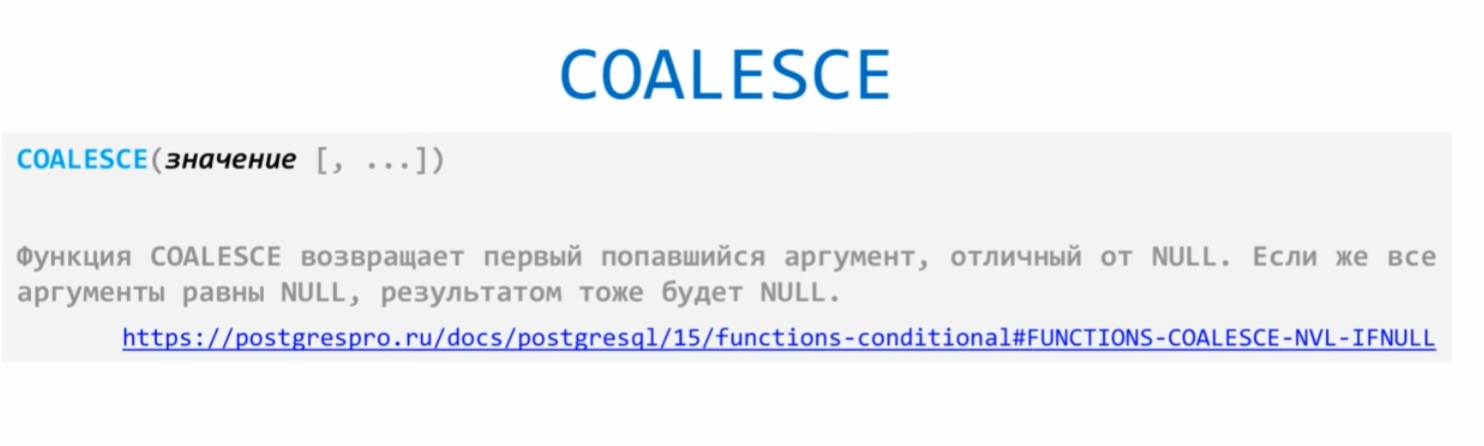 COALESCE
COALESCE(значение [, ...])
Функция COALESCE возвращает первый попавшийся аргумент, отличный от NULL. Если же все
аргументы равны NULL, результатом тоже будет NULL.
https://postgrespro.ru/docs/postgresql/15/functions-conditional#FUNCTIONS-COALESCE-NVL-IFNULL